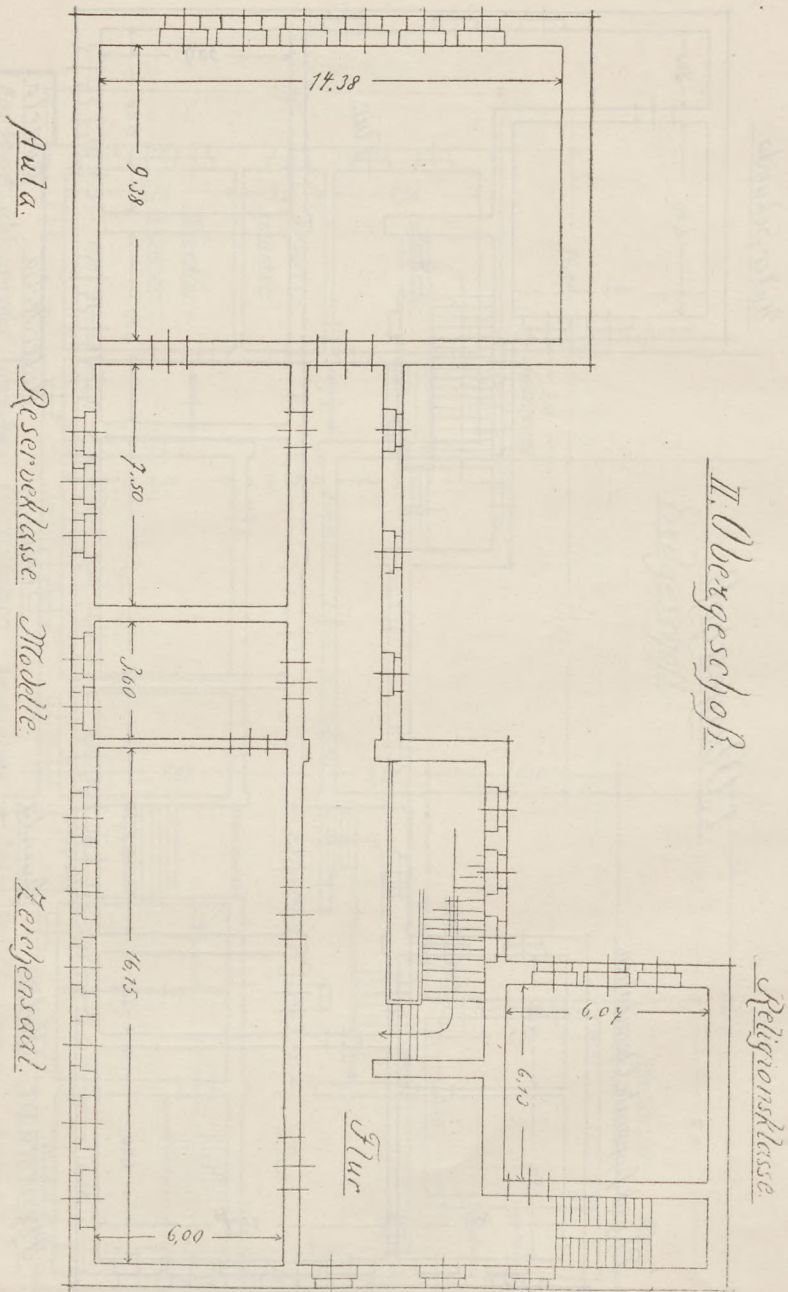 II. Obergeschoß.
Religionsklasse.
Aula.
Reserveklasse.
Modelle.
Zeichensaal.
Flur
14.38
9.38
7.50
3.60
16.15
6,00
6,07
6,13